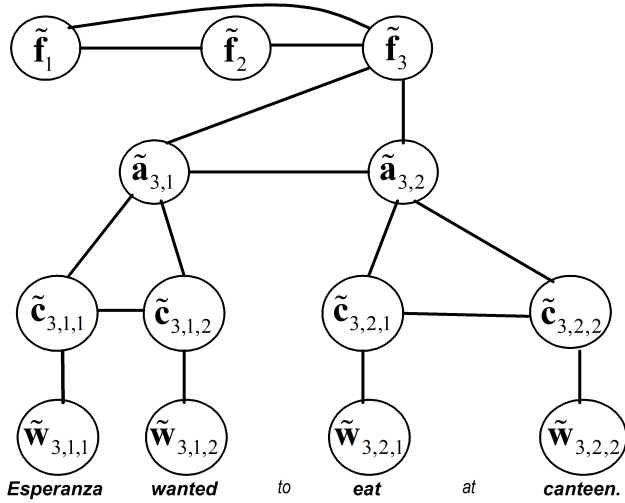 f̃1 f̃2 f̃3
ã3,1 ã3,2
c̃3,1,1 c̃3,1,2 c̃3,2,1 c̃3,2,2
w̃3,1,1 w̃3,1,2 w̃3,2,1 w̃3,2,2
Esperanza wanted to eat at canteen.